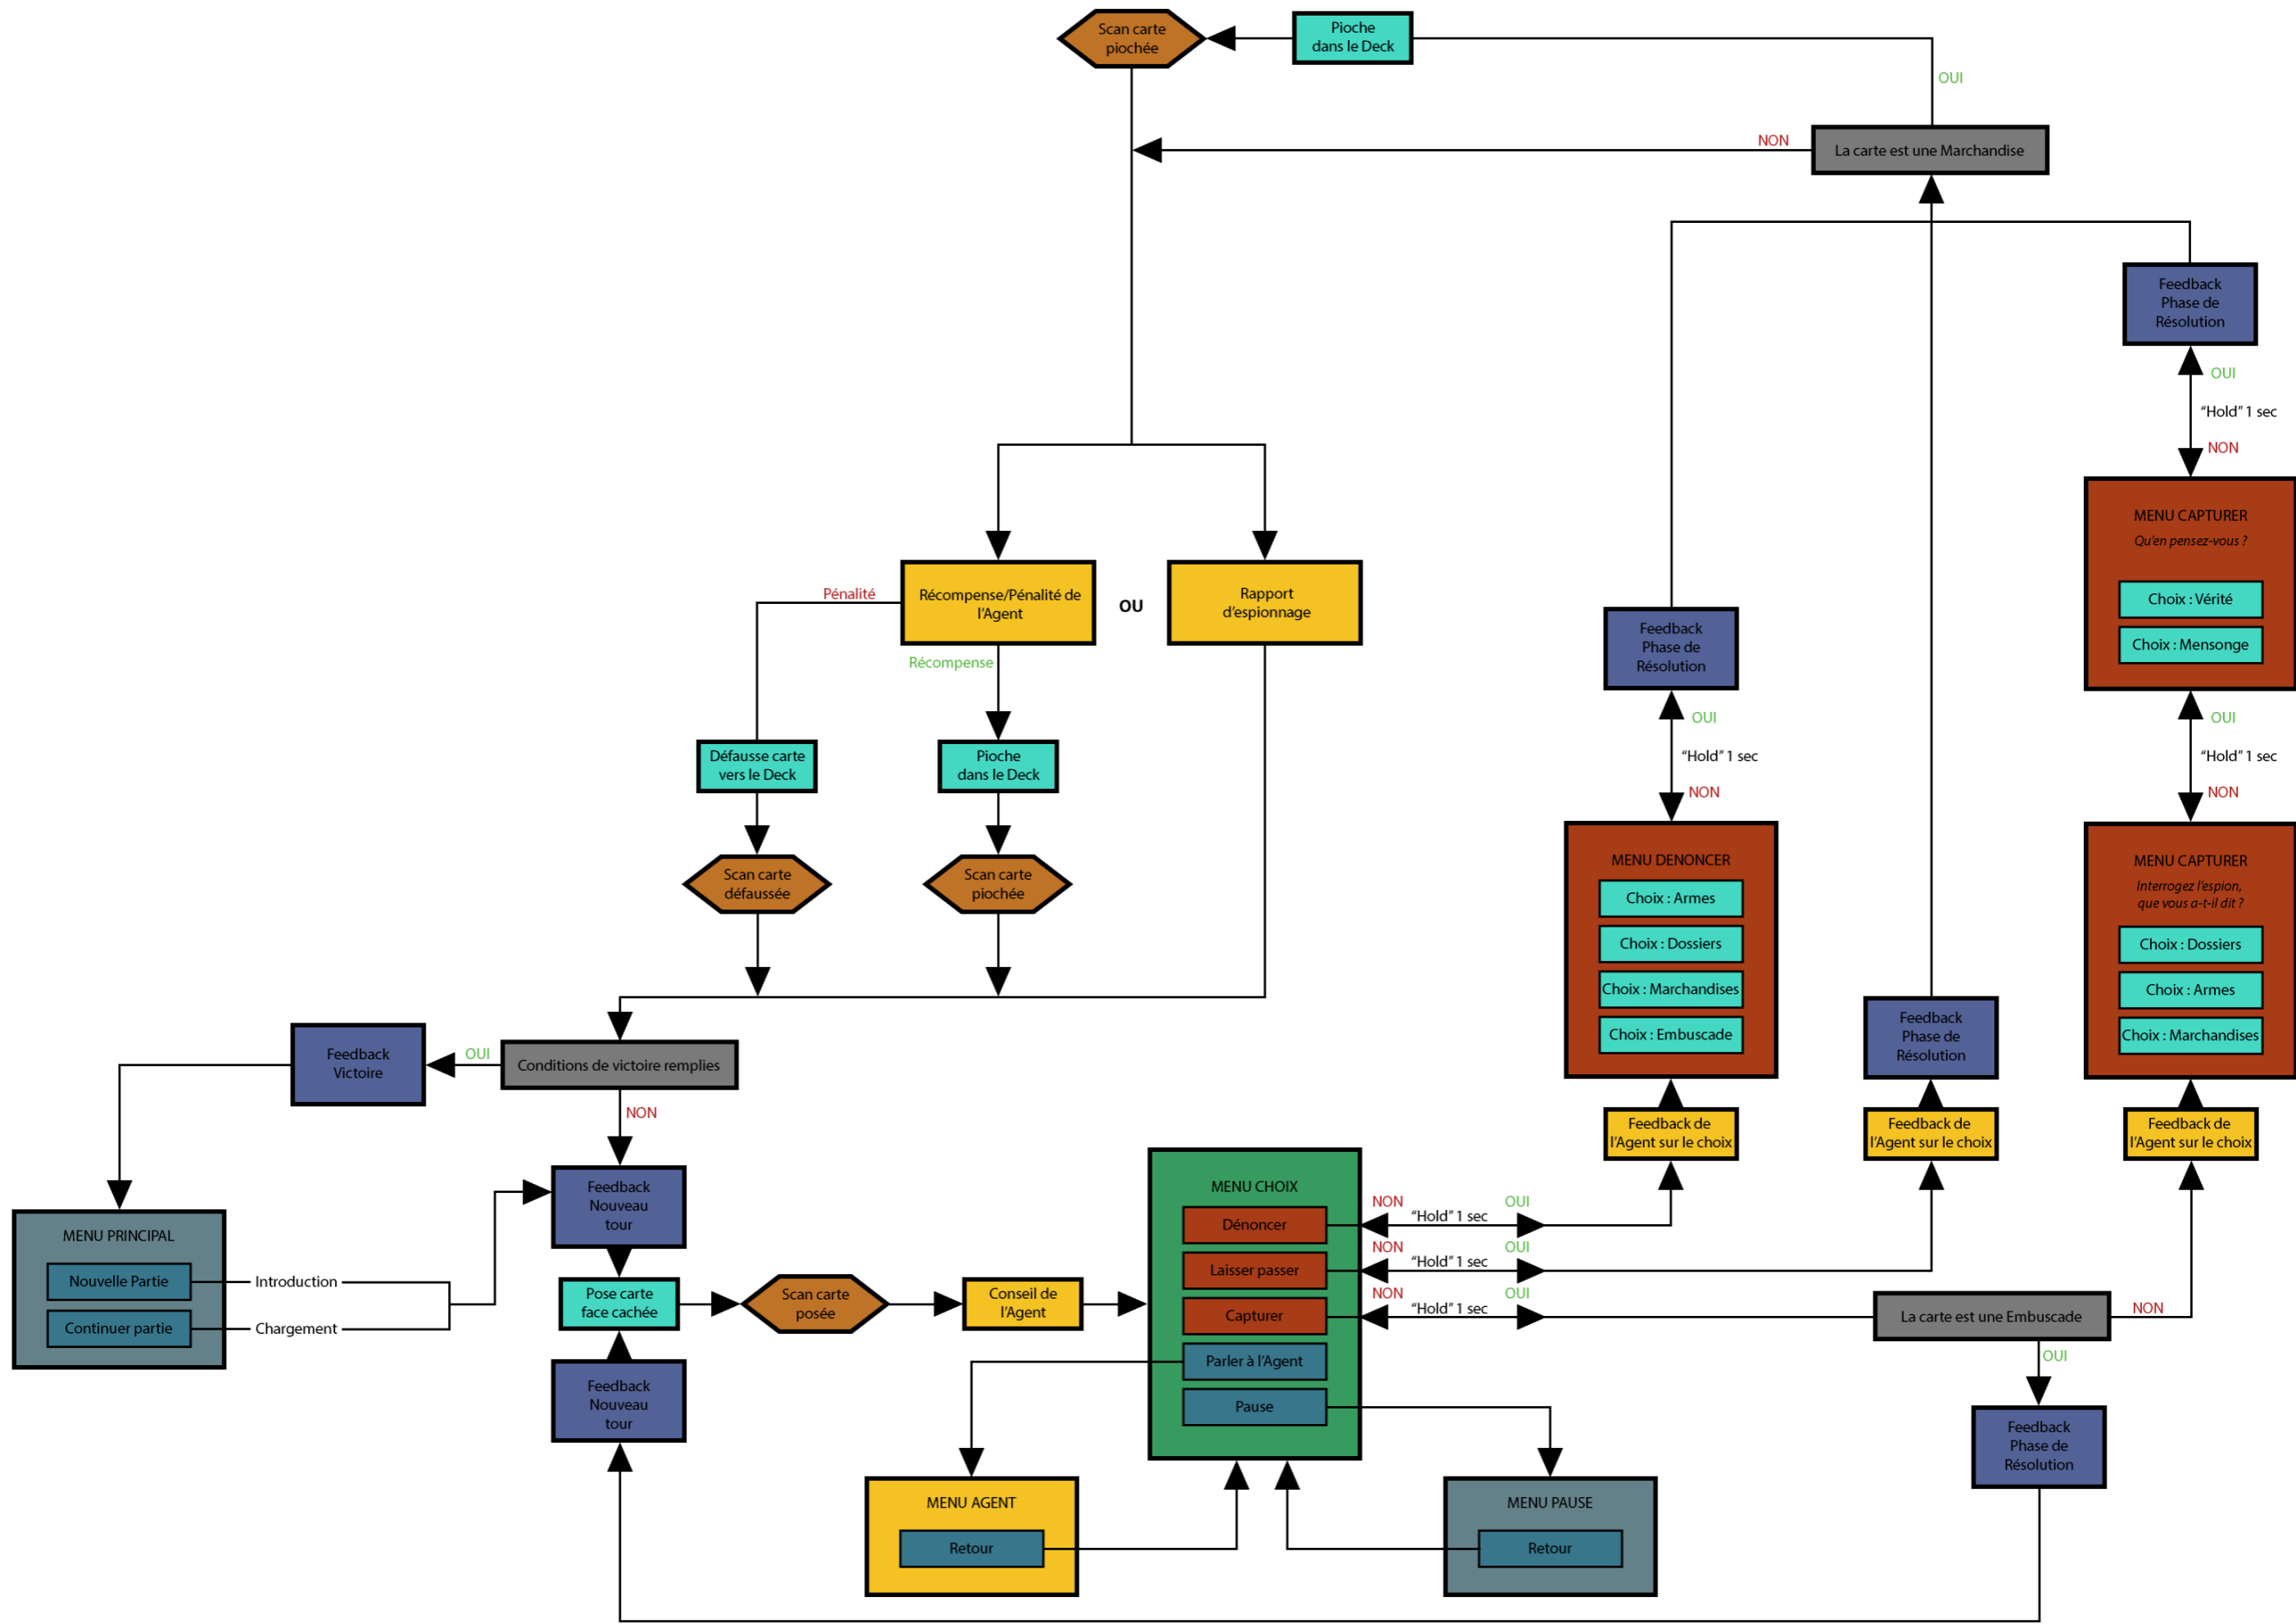 Scan carte
piochée
Pioche
dans le Deck
OUI
NON
La carte est une Marchandise
Feedback
Phase de
Résolution
OUI
“Hold” 1 sec
NON
MENU CAPTURER
Qu’en pensez-vous ?
Choix : Vérité
Choix : Mensonge
Pénalité
Récompense/Pénalité de
l’Agent
OU
Rapport
d’espionnage
Récompense
Feedback
Phase de
Résolution
OUI
“Hold” 1 sec
NON
OUI
“Hold” 1 sec
NON
Défausse carte
vers le Deck
Pioche
dans le Deck
Scan carte
défaussée
Scan carte
piochée
MENU DENONCER
Choix : Armes
Choix : Dossiers
Choix : Marchandises
Choix : Embuscade
MENU CAPTURER
Interrogez l’espion,
que vous a-t-il dit ?
Choix : Dossiers
Choix : Armes
Choix : Marchandises
Feedback
Phase de
Résolution
Feedback
Victoire
OUI
Conditions de victoire remplies
NON
Feedback de
l’Agent sur le choix
Feedback de
l’Agent sur le choix
Feedback de
l’Agent sur le choix
MENU PRINCIPAL
Nouvelle Partie
Introduction
Continuer partie
Chargement
Feedback
Nouveau
tour
Pose carte
face cachée
Scan carte
posée
Conseil de
l’Agent
Feedback
Nouveau
tour
MENU CHOIX
Dénoncer
Laisser passer
Capturer
Parler à l’Agent
Pause
NON
“Hold” 1 sec
OUI
NON
“Hold” 1 sec
OUI
NON
“Hold” 1 sec
OUI
La carte est une Embuscade
NON
OUI
Feedback
Phase de
Résolution
MENU AGENT
Retour
MENU PAUSE
Retour